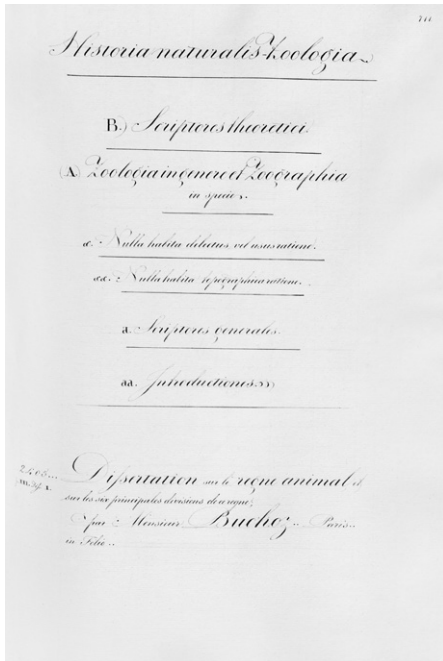 Historia naturalis Zoologia
B.) Scriptores theoretici.
(A Zoologia in genere et Zoographia
in specie.
α. Nulla habita delectus, vel usus ratione.
αα. Nulla habita topographica ratione.
a Scriptores generales.
aa. Introductiones.
Dissertation sur le regne animal et
sur les six principales divisions de ce regne;
par Monsieur Buchoz.. Paris..
in Folio..